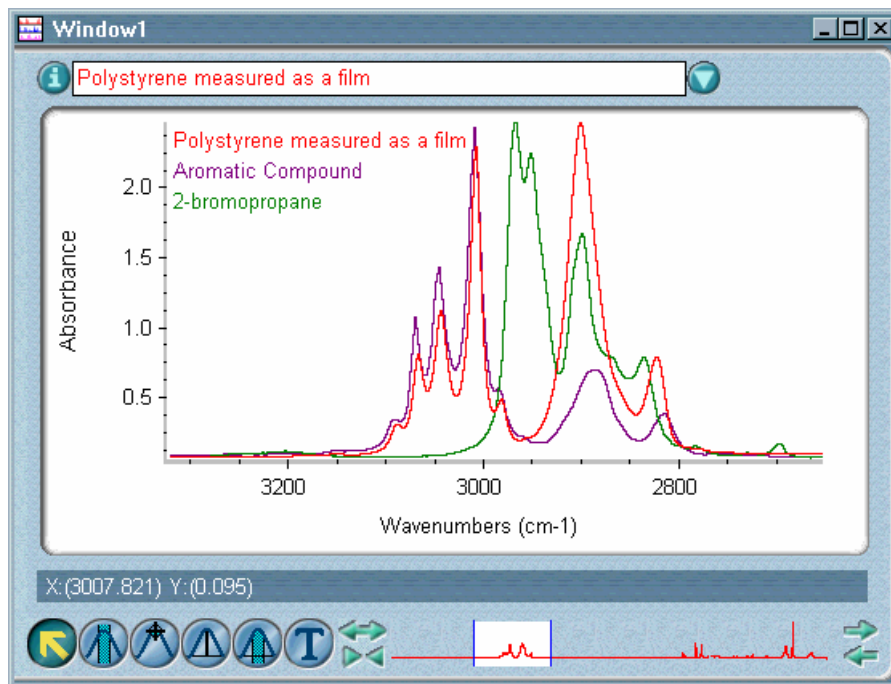 Window1
Polystyrene measured as a film
Polystyrene measured as a film
Aromatic Compound
2-bromopropane
Absorbance
2.0
1.5
1.0
0.5
3200 3000 2800
Wavenumbers (cm-1)
X:(3007.821) Y:(0.095)
T